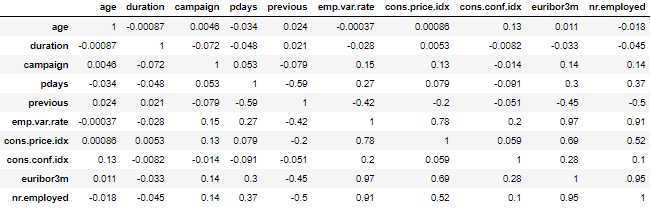 age duration campaign pdays previous emp.var.rate cons.price.idx cons.conf.idx euribor3m nr.employed
age 1 -0.00087 0.0046 -0.034 0.024 -0.00037 0.00086 0.13 0.011 -0.018
duration -0.00087 1 -0.072 -0.048 0.021 -0.028 0.0053 -0.0082 -0.033 -0.045
campaign 0.0046 -0.072 1 0.053 -0.079 0.15 0.13 -0.014 0.14 0.14
pdays -0.034 -0.048 0.053 1 -0.59 0.27 0.079 -0.091 0.3 0.37
previous 0.024 0.021 -0.079 -0.59 1 -0.42 -0.2 -0.051 -0.45 -0.5
emp.var.rate -0.00037 -0.028 0.15 0.27 -0.42 1 0.78 0.2 0.97 0.91
cons.price.idx 0.00086 0.0053 0.13 0.079 -0.2 0.78 1 0.059 0.69 0.52
cons.conf.idx 0.13 -0.0082 -0.014 -0.091 -0.051 0.2 0.059 1 0.28 0.1
euribor3m 0.011 -0.033 0.14 0.3 -0.45 0.97 0.69 0.28 1 0.95
nr.employed -0.018 -0.045 0.14 0.37 -0.5 0.91 0.52 0.1 0.95 1